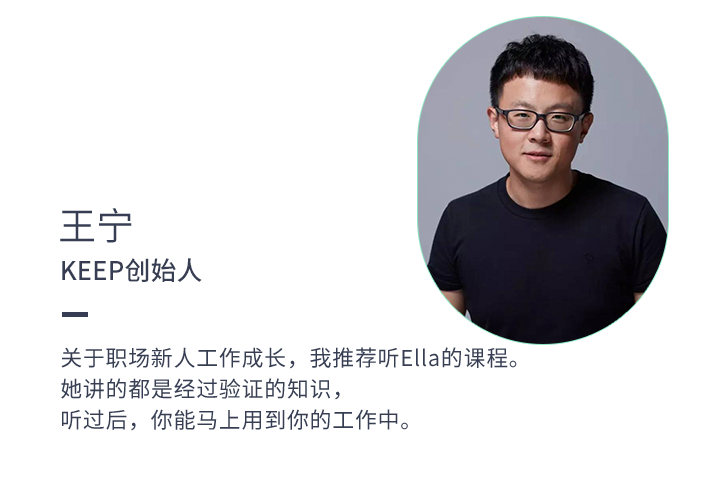 王宁
KEEP创始人
关于职场新人工作成长，我推荐听Ella的课程。
她讲的都是经过验证的知识，
听过后，你能马上用到你的工作中。